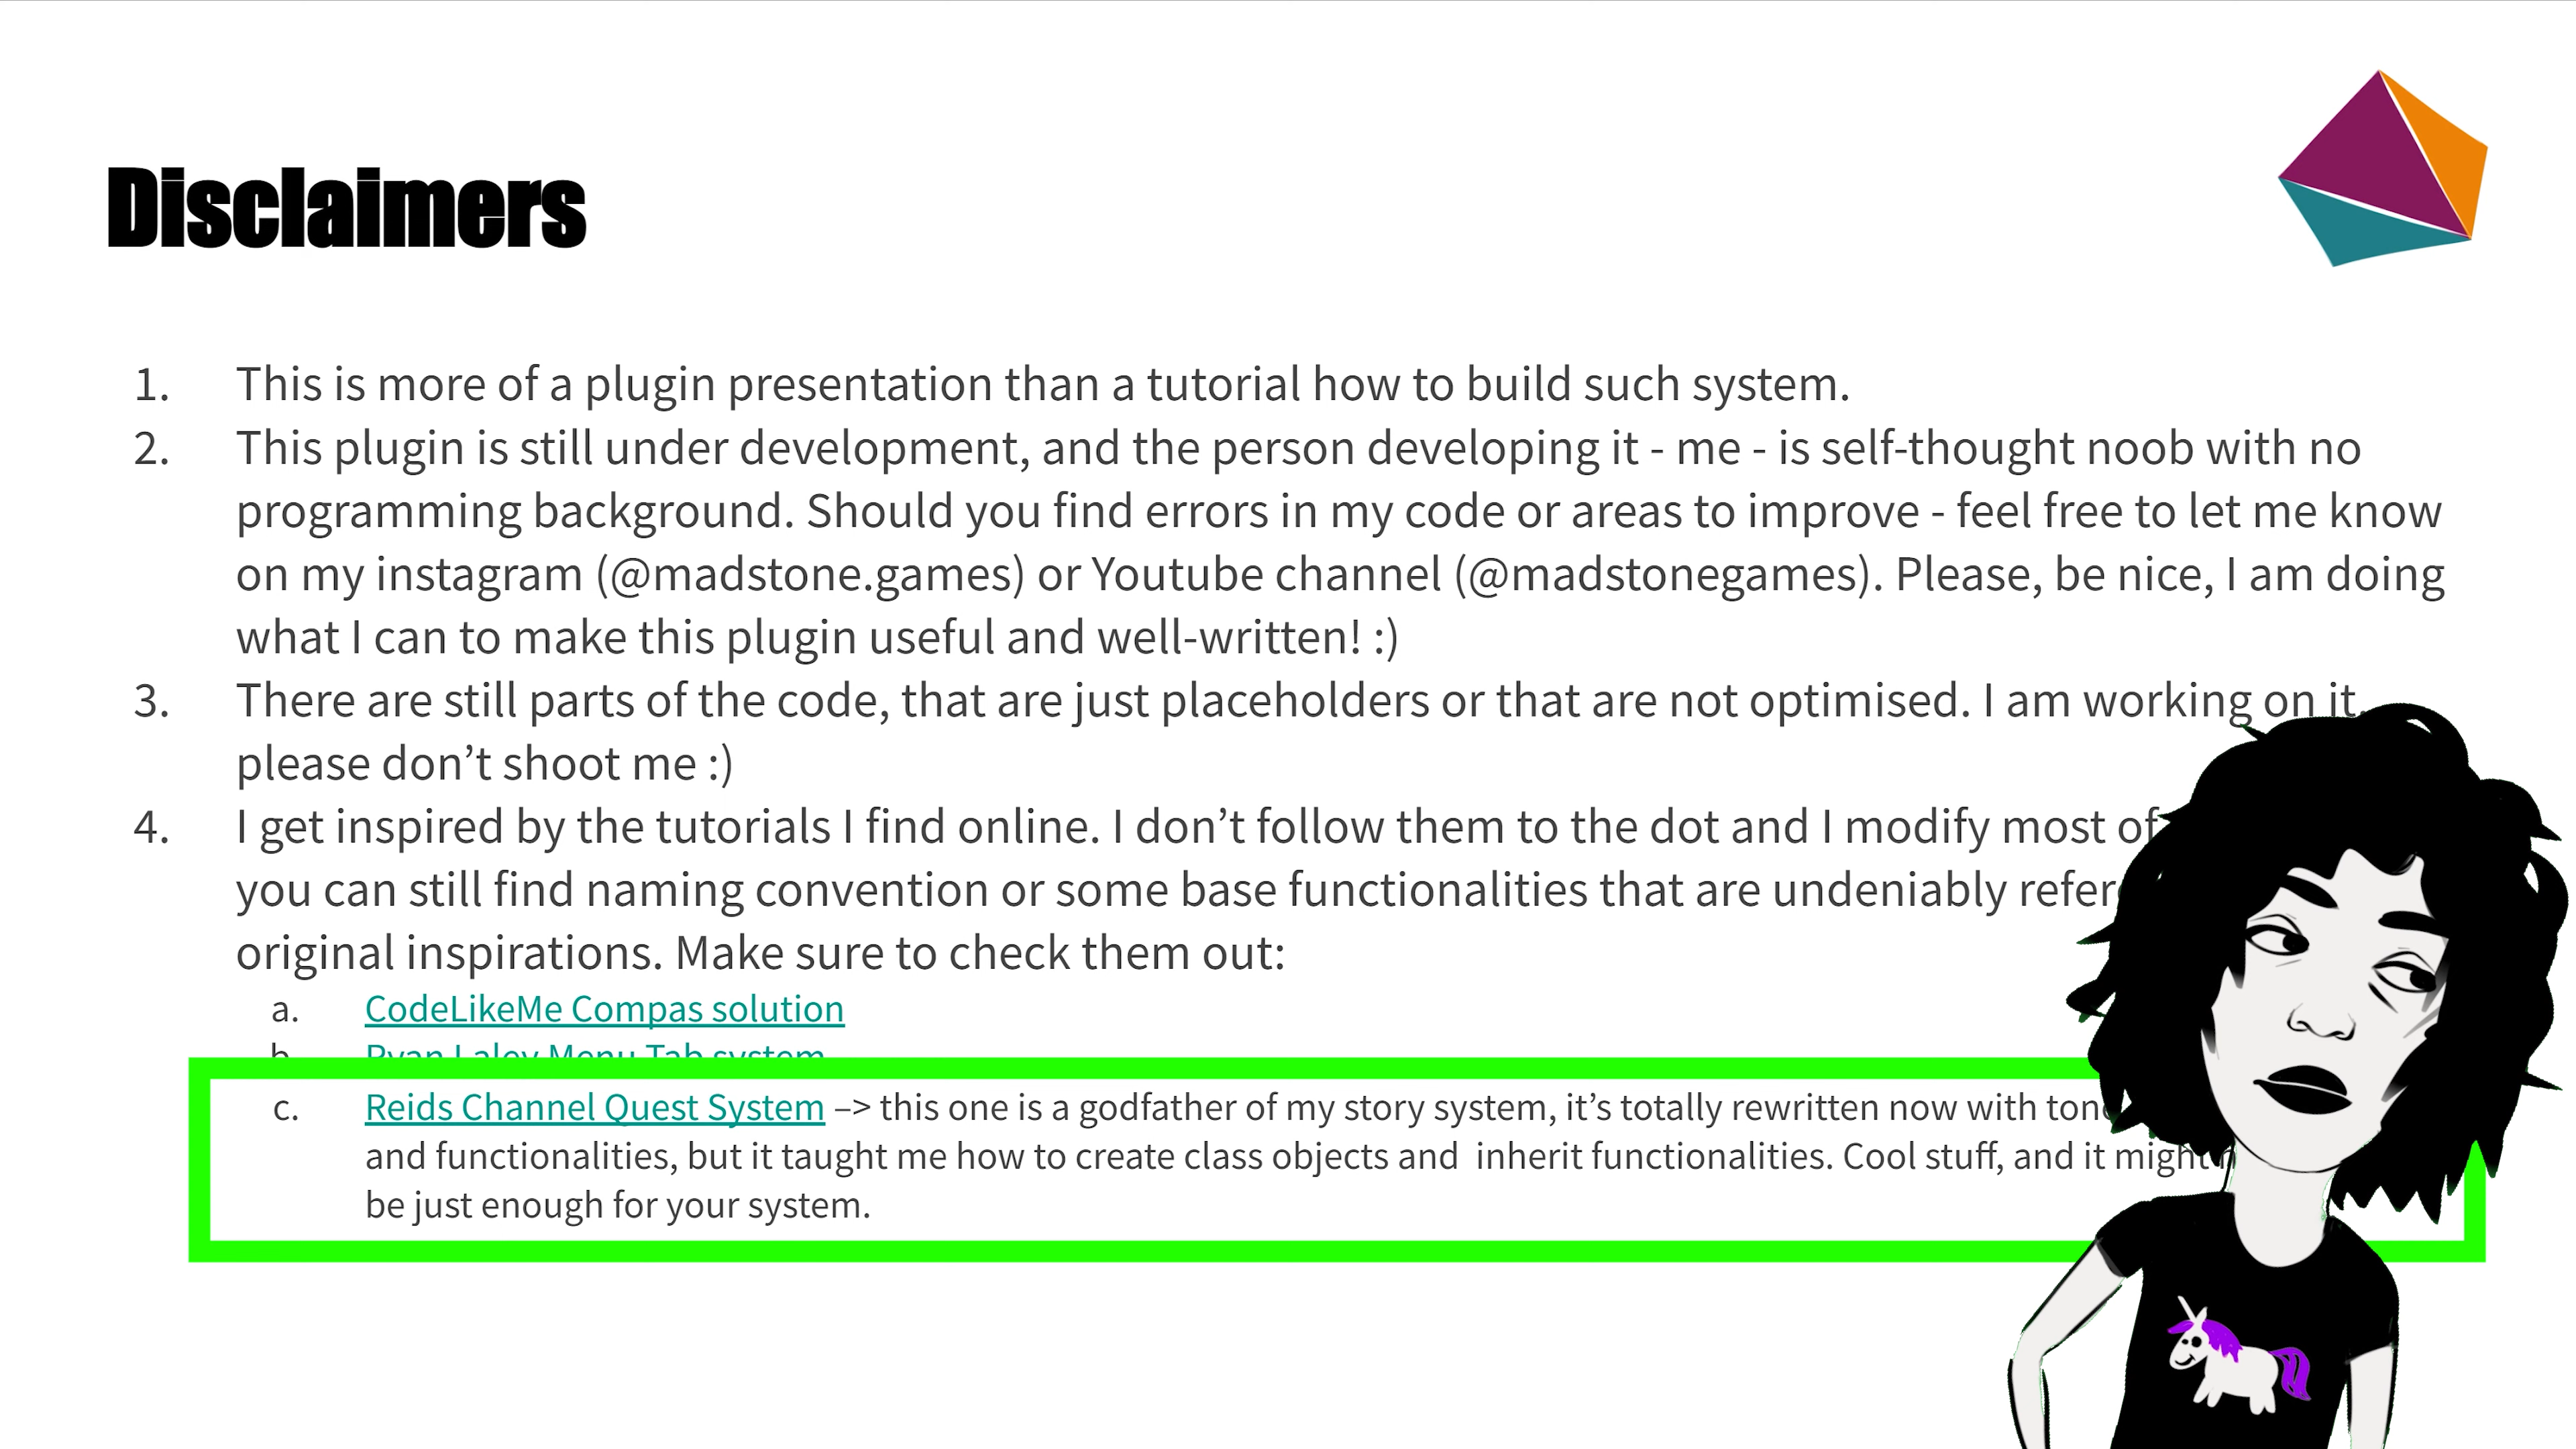 Disclaimers
1. This is more of a plugin presentation than a tutorial how to build such system.
2. This plugin is still under development, and the person developing it - me - is self-thought noob with no
programming background. Should you find errors in my code or areas to improve - feel free to let me know
on my instagram (@madstone.games) or Youtube channel (@madstonegames). Please, be nice, I am doing
what I can to make this plugin useful and well-written! :)
3. There are still parts of the code, that are just placeholders or that are not optimised. I am working on it,
please don’t shoot me :)
4. I get inspired by the tutorials I find online. I don’t follow them to the dot and I modify most of
you can still find naming convention or some base functionalities that are undeniably
original inspirations. Make sure to check them out:
a. CodeLikeMe Compas solution
b. Ryan Laley Menu Tab system
c. Reids Channel Quest System –> this one is a godfather of my story system, it’s totally rewritten now with
and functionalities, but it taught me how to create class objects and inherit functionalities. Cool stuff, and it might
be just enough for your system.